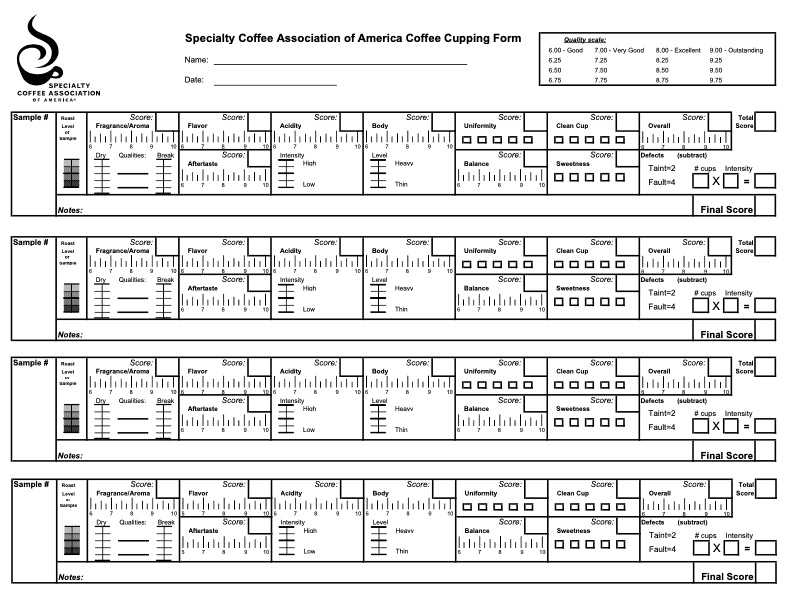 Specialty Coffee Association of America Coffee Cupping Form
Name:
Date:
SPECIALTY
COFFEE ASSOCIATION
OF AMERICA®
Quality scale:
6.00 - Good 7.00 - Very Good 8.00 - Excellent 9.00 - Outstanding
6.25 7.25 8.25 9.25
6.50 7.50 8.50 9.50
6.75 7.75 8.75 9.75
Sample # Roast Level of Sample Score: Score: Score: Score: Score: Score: Score: Total Score
Fragrance/Aroma Flavor Acidity Body Uniformity Clean Cup Overall
6 7 8 9 10 6 7 8 9 10 6 7 8 9 10 6 7 8 9 10 6 7 8 9 10
Dry Qualities: Break Score: Aftertaste Intensity Level Score: Balance Score: Sweetness Defects (subtract)
High Heavy Taint=2 # cups Intensity
6 7 8 9 10 Low Thin 6 7 8 9 10 Fault=4 X =
Notes: Final Score
Sample # Roast Level of Sample Score: Score: Score: Score: Score: Score: Score: Total Score
Fragrance/Aroma Flavor Acidity Body Uniformity Clean Cup Overall
6 7 8 9 10 6 7 8 9 10 6 7 8 9 10 6 7 8 9 10 6 7 8 9 10
Dry Qualities: Break Score: Aftertaste Intensity Level Score: Balance Score: Sweetness Defects (subtract)
High Heavy Taint=2 # cups Intensity
6 7 8 9 10 Low Thin 6 7 8 9 10 Fault=4 X =
Notes: Final Score
Sample # Roast Level of Sample Score: Score: Score: Score: Score: Score: Score: Total Score
Fragrance/Aroma Flavor Acidity Body Uniformity Clean Cup Overall
6 7 8 9 10 6 7 8 9 10 6 7 8 9 10 6 7 8 9 10 6 7 8 9 10
Dry Qualities: Break Score: Aftertaste Intensity Level Score: Balance Score: Sweetness Defects (subtract)
High Heavy Taint=2 # cups Intensity
6 7 8 9 10 Low Thin 6 7 8 9 10 Fault=4 X =
Notes: Final Score
Sample # Roast Level of Sample Score: Score: Score: Score: Score: Score: Score: Total Score
Fragrance/Aroma Flavor Acidity Body Uniformity Clean Cup Overall
6 7 8 9 10 6 7 8 9 10 6 7 8 9 10 6 7 8 9 10 6 7 8 9 10
Dry Qualities: Break Score: Aftertaste Intensity Level Score: Balance Score: Sweetness Defects (subtract)
High Heavy Taint=2 # cups Intensity
6 7 8 9 10 Low Thin 6 7 8 9 10 Fault=4 X =
Notes: Final Score